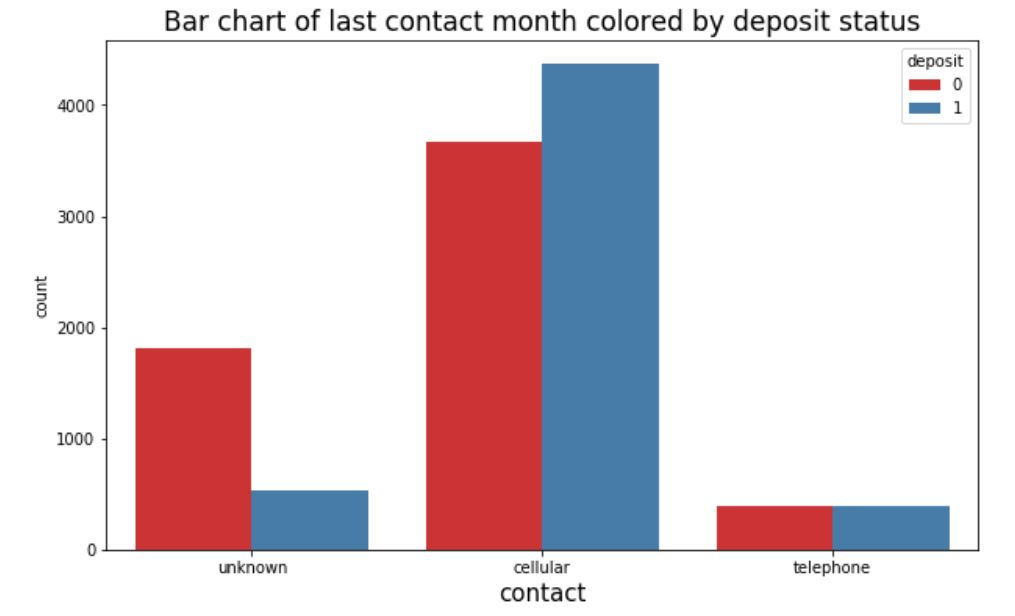 Bar chart of last contact month colored by deposit status
deposit
0
1
4000
3000
2000
1000
0
count
unknown
cellular
telephone
contact